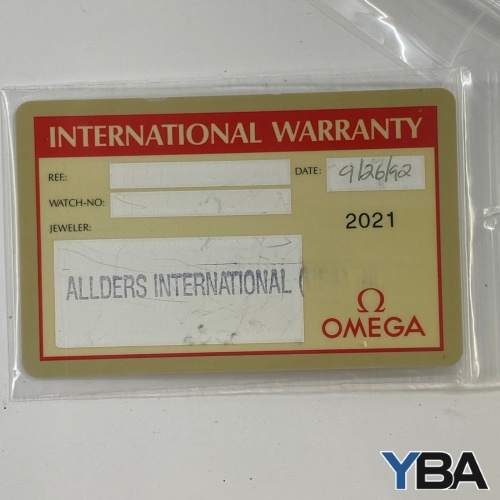 INTERNATIONAL WARRANTY
REF.:
DATE: 9/26/92
WATCH-NO:
2021
JEWELER:
ALLDERS INTERNATIONAL (
Ω
OMEGA
YBA